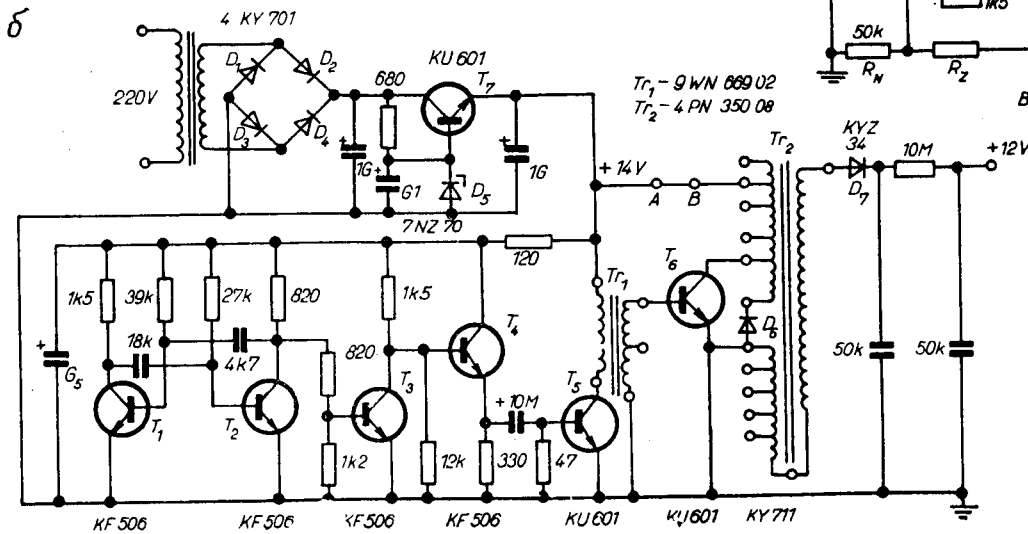 б
4 KY 701
220V
D1
D2
D3
D4
680
KU 601
T7
1G
G1
D5
1G
7 NZ 70
50k
RN
RZ
1k5
B
Tr1 – 9 WN 669 02
Tr2 – 4 PN 350 08
+ 14V
A
B
Tr2
KYZ
34
D7
10M
+12V
120
1k5
39k
27k
820
18k
4k7
G5
T1
T2
820
1k2
1k5
T3
12k
T4
+ 10M
330
47
T5
Tr1
T6
D6
50k
50k
KF 506
KF 506
KF 506
KF 506
KU 601
KU 601
KY 711